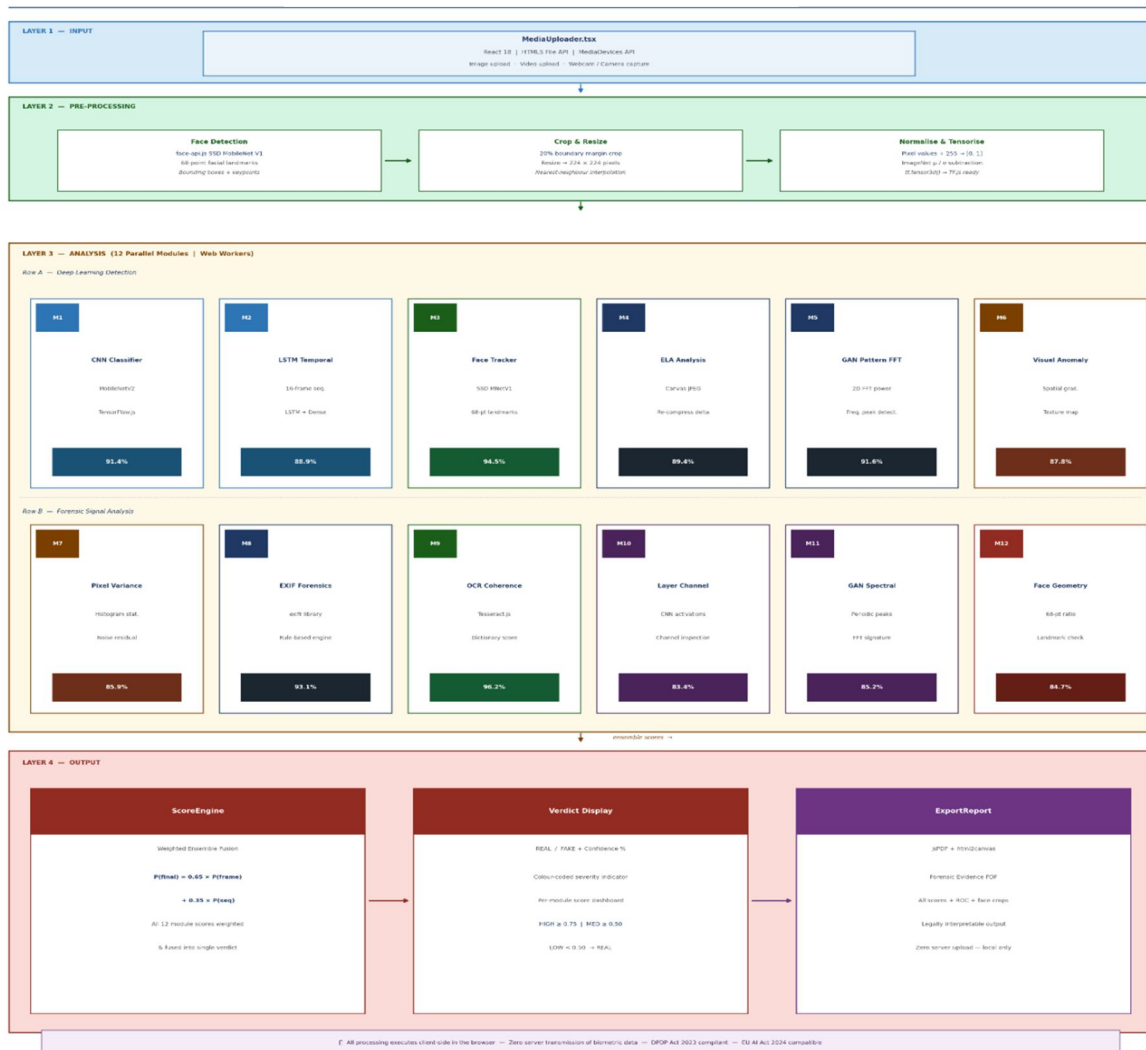 LAYER 1 — INPUT
MediaUploader.tsx
React 18 | HTML5 File API | MediaDevices API
Image upload · Video upload · Webcam / Camera capture
LAYER 2 — PRE-PROCESSING
Face Detection
face-api.js SSD MobileNet V1
68-point facial landmarks
Bounding boxes + keypoints
Crop & Resize
20% boundary margin crop
Resize → 224 × 224 pixels
Nearest-neighbour interpolation
Normalise & Tensorise
Pixel values ÷ 255 → [0, 1]
ImageNet μ / σ subtraction
tf.tensor3d() → TF.js ready
LAYER 3 — ANALYSIS (12 Parallel Modules | Web Workers)
Row A — Deep Learning Detection
M1
CNN Classifier
MobileNetV2
TensorFlow.js
91.4%
M2
LSTM Temporal
16-frame seq.
LSTM + Dense
88.9%
M3
Face Tracker
SSD MNetV1
68-pt landmarks
94.5%
M4
ELA Analysis
Canvas JPEG
Re-compress delta
89.4%
M5
GAN Pattern FFT
2D FFT power
Freq. peak detect.
91.6%
M6
Visual Anomaly
Spatial grad
Texture map
87.8%
Row B — Forensic Signal Analysis
M7
Pixel Variance
Histogram stat.
Noise residual
85.9%
M8
EXIF Forensics
exifr library
Rule-based engine
93.1%
M9
OCR Coherence
Tesseract.js
Dictionary score
96.2%
M10
Layer Channel
CNN activations
Channel inspection
83.4%
M11
GAN Spectral
Periodic peaks
FFT signature
85.2%
M12
Face Geometry
68-pt ratio
Landmark check
84.7%
ensemble scores →
LAYER 4 — OUTPUT
ScoreEngine
Weighted Ensemble Fusion
P(final) = 0.65 × P(frame)
+ 0.35 × P(seq)
All 12 module scores weighted
& fused into single verdict
Verdict Display
REAL / FAKE + Confidence %
Colour-coded severity indicator
Per-module score dashboard
HIGH ≥ 0.75 | MED ≥ 0.50
LOW < 0.50 → REAL
ExportReport
jsPDF + html2canvas
Forensic Evidence PDF
All scores + ROC + face crops
Legally interpretable output
Zero server upload — local only
All processing executes client-side in the browser — Zero server transmission of biometric data — DPDP Act 2023 compliant — EU AI Act 2024 compatible